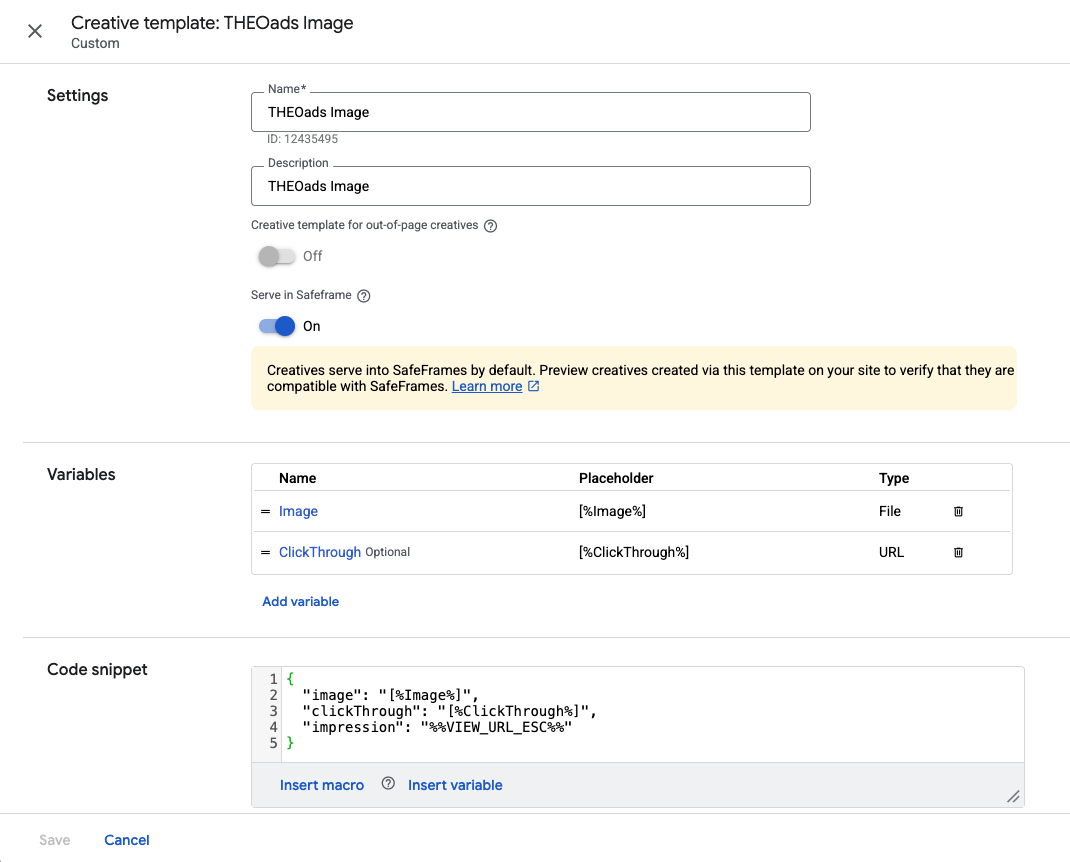 Creative template: THEOads Image
Custom
Settings
Name*
THEOads Image
ID: 12435495
Description
THEOads Image
Creative template for out-of-page creatives
Off
Serve in Safeframe
On
Creatives serve into SafeFrames by default. Preview creatives created via this template on your site to verify that they are
compatible with SafeFrames. Learn more
Variables
Name Placeholder Type
Image [%Image%] File
ClickThrough Optional [%ClickThrough%] URL
Add variable
Code snippet
1 {
2 "image": "[%Image%]",
3 "clickThrough": "[%ClickThrough%]",
4 "impression": "%%VIEW_URL_ESC%%"
5 }
Insert macro Insert variable
Save Cancel